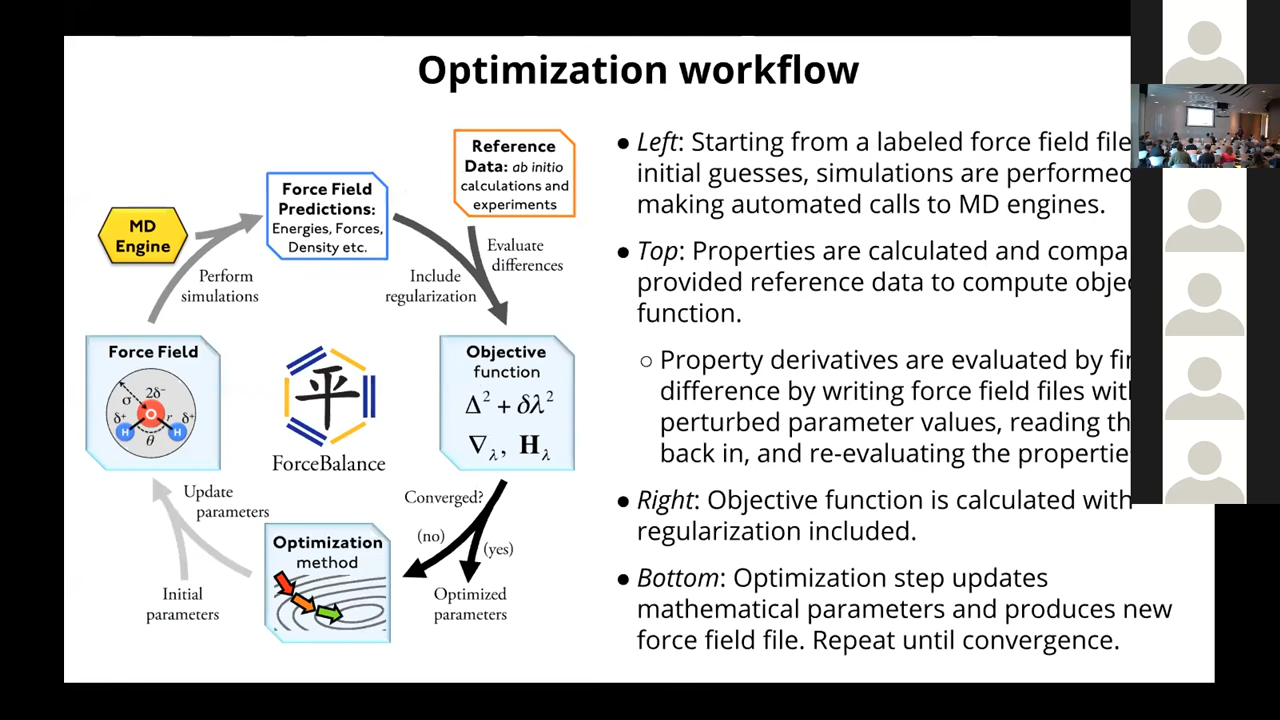 Optimization workflow
Reference
Data: ab initio
calculations and
experiments
Force Field
Predictions:
Energies, Forces,
Density etc.
MD
Engine
Evaluate
differences
Perform
simulations
Include
regularization
Force Field
σ
2δ⁻
δ⁺
O
r
δ⁺
H
H
θ
平
ForceBalance
Objective
function
Δ² + δλ²
∇λ, Hλ
Update
parameters
Converged?
(no)
(yes)
Optimization
method
Initial
parameters
Optimized
parameters
● Left: Starting from a labeled force field file
initial guesses, simulations are performed
making automated calls to MD engines.
● Top: Properties are calculated and compa
provided reference data to compute obje
function.
○ Property derivatives are evaluated by fi
difference by writing force field files wit
perturbed parameter values, reading th
back in, and re-evaluating the propertie
● Right: Objective function is calculated with
regularization included.
● Bottom: Optimization step updates
mathematical parameters and produces new
force field file. Repeat until convergence.